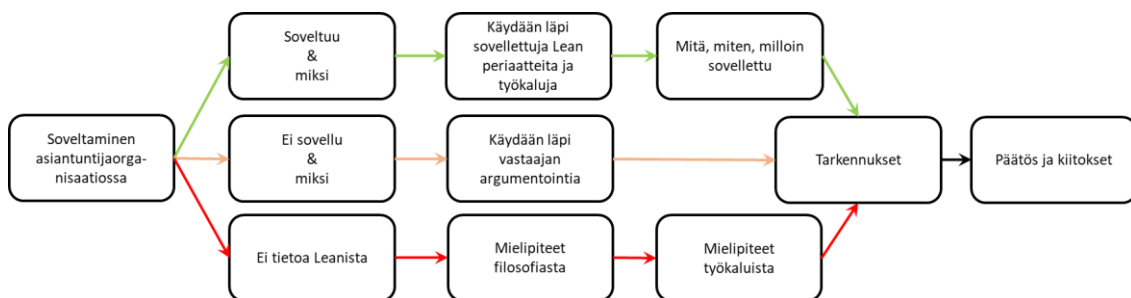 Soveltuu
&
miksi
Käydään läpi
sovellettuja Lean
periaatteita ja
työkaluja
Mitä, miten, milloin
sovellettu
Soveltaminen
asiantuntijaorga-
nisaatiossa
Ei sovellu
&
miksi
Käydään läpi
vastaajan
argumentointia
Tarkennukset
Päätös ja kiitokset
Ei tietoa Leanista
Mielipiteet
filosofiasta
Mielipiteet
työkaluista